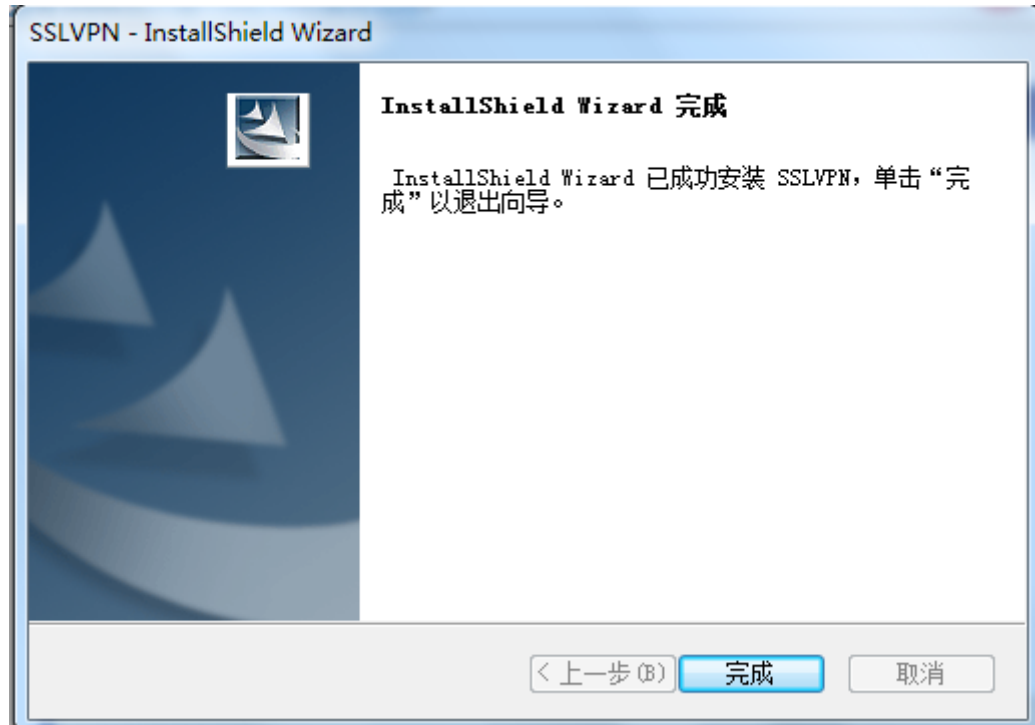 SSLVPN - InstallShield Wizard
InstallShield Wizard 完成
InstallShield Wizard 已成功安装 SSLVPN，单击“完
成”以退出向导。
< 上一步(B)  完成  取消